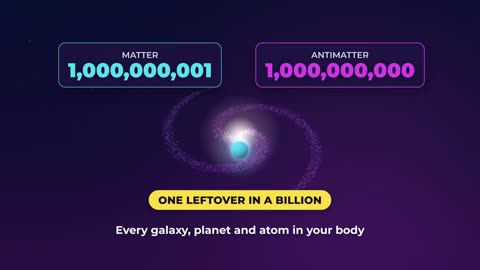 MATTER
1,000,000,001
ANTIMATTER
1,000,000,000
ONE LEFTOVER IN A BILLION
Every galaxy, planet and atom in your body